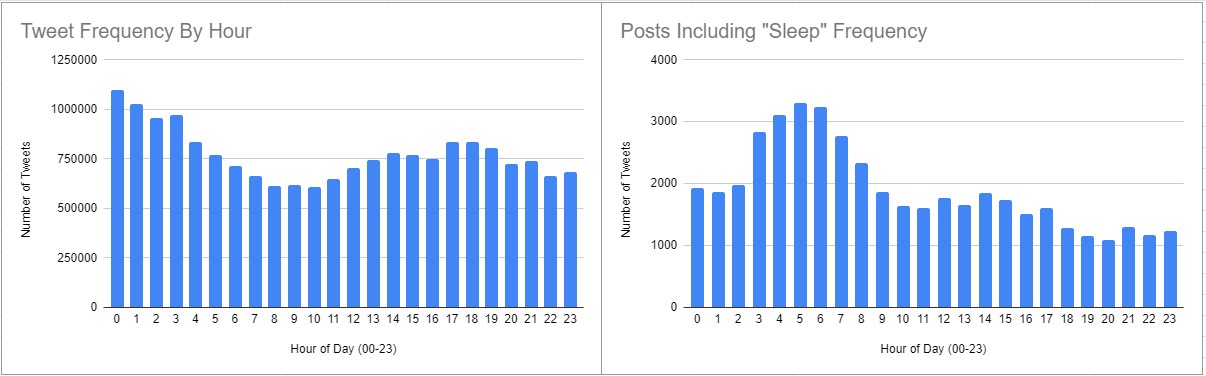 Tweet Frequency By Hour
1250000
1000000
750000
500000
250000
0
Number of Tweets
0 1 2 3 4 5 6 7 8 9 10 11 12 13 14 15 16 17 18 19 20 21 22 23
Hour of Day (00-23)
Posts Including "Sleep" Frequency
4000
3000
2000
1000
0
Number of Tweets
0 1 2 3 4 5 6 7 8 9 10 11 12 13 14 15 16 17 18 19 20 21 22 23
Hour of Day (00-23)